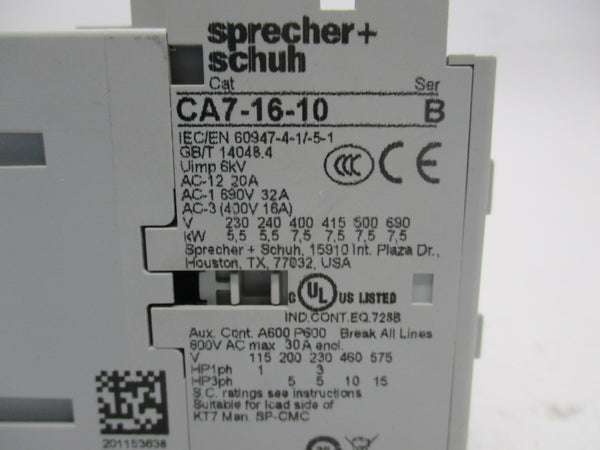 sprecher+
schuh
Cat Ser
CA7-16-10 B
IEC/EN 60947-4-1/-5-1
GB/T 14048.4
Uimp 6kV
AC-12 20A
AC-1 690V 32A
AC-3 (400V 16A)
CCC CE
V 230 240 400 415 500 690
kW 5,5 5,5 7,5 7,5 7,5 7,5
Sprecher + Schuh, 15910 Int. Plaza Dr.,
Houston, TX, 77032, USA
UL US LISTED
IND.CONT.EQ.728B
Aux. Cont. A600 P600 Break All Lines
600V AC max 30A encl.
V 115 200 230 460 575
HP1ph 1 3
HP3ph 5 5 10 15
S.C. ratings see instructions
Suitable for load side of
KT7 Man. SP-CMC
201153638